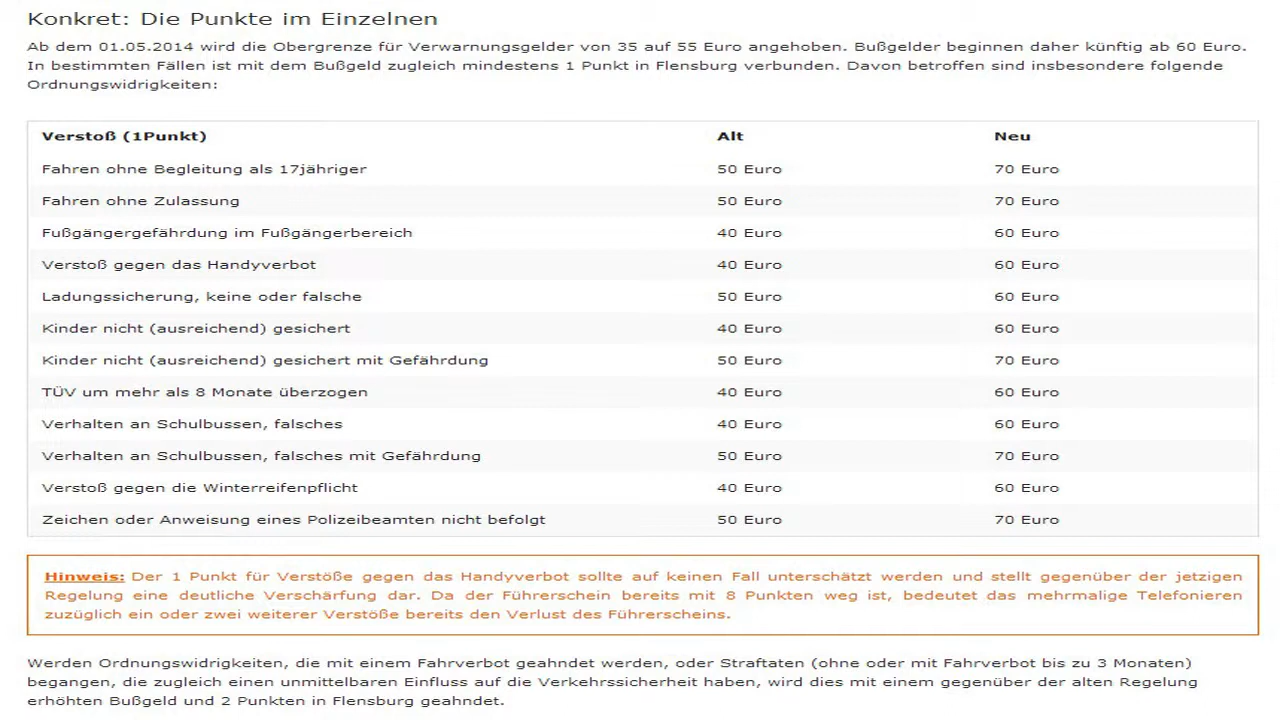 Konkret: Die Punkte im Einzelnen
Ab dem 01.05.2014 wird die Obergrenze für Verwarnungsgelder von 35 auf 55 Euro angehoben. Bußgelder beginnen daher künftig ab 60 Euro.
In bestimmten Fällen ist mit dem Bußgeld zugleich mindestens 1 Punkt in Flensburg verbunden. Davon betroffen sind insbesondere folgende
Ordnungswidrigkeiten:
Verstoß (1Punkt) Alt Neu
Fahren ohne Begleitung als 17jähriger 50 Euro 70 Euro
Fahren ohne Zulassung 50 Euro 70 Euro
Fußgängergefährdung im Fußgängerbereich 40 Euro 60 Euro
Verstoß gegen das Handyverbot 40 Euro 60 Euro
Ladungssicherung, keine oder falsche 50 Euro 60 Euro
Kinder nicht (ausreichend) gesichert 40 Euro 60 Euro
Kinder nicht (ausreichend) gesichert mit Gefährdung 50 Euro 70 Euro
TÜV um mehr als 8 Monate überzogen 40 Euro 60 Euro
Verhalten an Schulbussen, falsches 40 Euro 60 Euro
Verhalten an Schulbussen, falsches mit Gefährdung 50 Euro 70 Euro
Verstoß gegen die Winterreifenpflicht 40 Euro 60 Euro
Zeichen oder Anweisung eines Polizeibeamten nicht befolgt 50 Euro 70 Euro
Hinweis: Der 1 Punkt für Verstöße gegen das Handyverbot sollte auf keinen Fall unterschätzt werden und stellt gegenüber der jetzigen
Regelung eine deutliche Verschärfung dar. Da der Führerschein bereits mit 8 Punkten weg ist, bedeutet das mehrmalige Telefonieren
zuzüglich ein oder zwei weiterer Verstöße bereits den Verlust des Führerscheins.
Werden Ordnungswidrigkeiten, die mit einem Fahrverbot geahndet werden, oder Straftaten (ohne oder mit Fahrverbot bis zu 3 Monaten)
begangen, die zugleich einen unmittelbaren Einfluss auf die Verkehrssicherheit haben, wird dies mit einem gegenüber der alten Regelung
erhöhten Bußgeld und 2 Punkten in Flensburg geahndet.